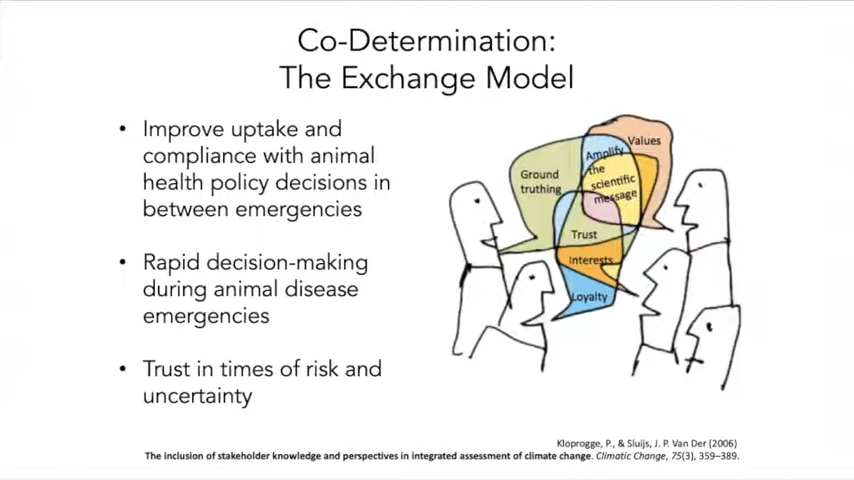 Co-Determination:
The Exchange Model
• Improve uptake and
compliance with animal
health policy decisions in
between emergencies
• Rapid decision-making
during animal disease
emergencies
• Trust in times of risk and
uncertainty
Values
Amplify
the
scientific
message
Ground
truthing
Trust
Interests
Loyalty
Kloprogge, P., & Sluijs, J. P. Van Der (2006)
The inclusion of stakeholder knowledge and perspectives in integrated assessment of climate change. Climatic Change, 75(3), 359–389.